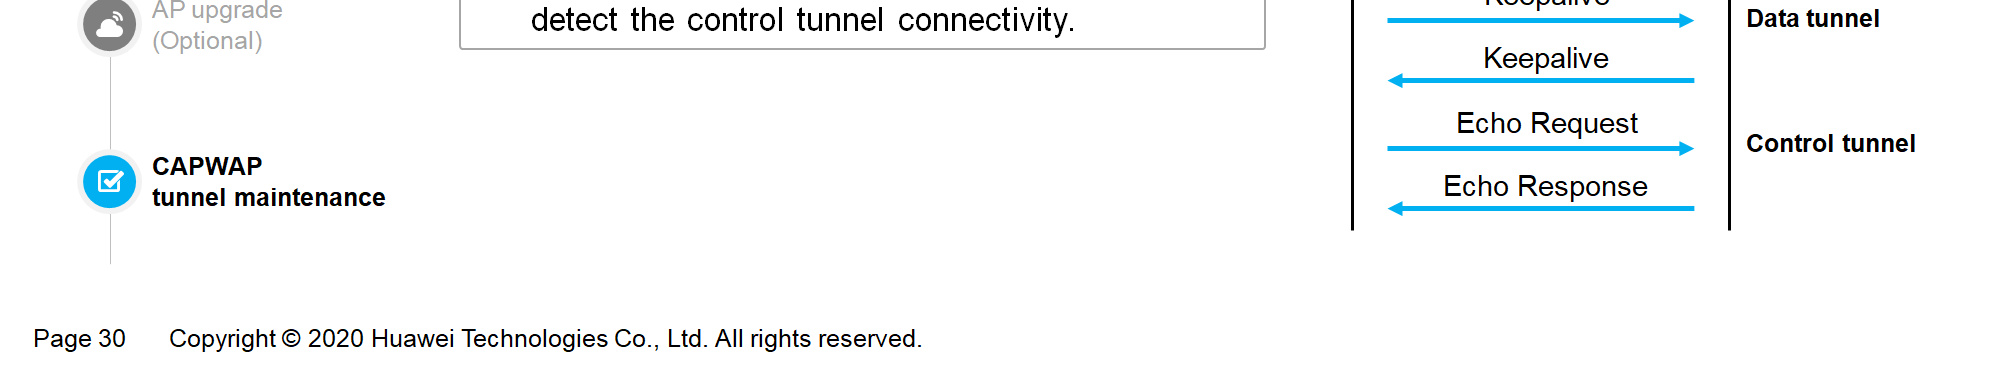 AP upgrade
(Optional)
detect the control tunnel connectivity.
Keepalive
Data tunnel
Keepalive
Echo Request
Control tunnel
Echo Response
CAPWAP
tunnel maintenance
Page 30 Copyright © 2020 Huawei Technologies Co., Ltd. All rights reserved.